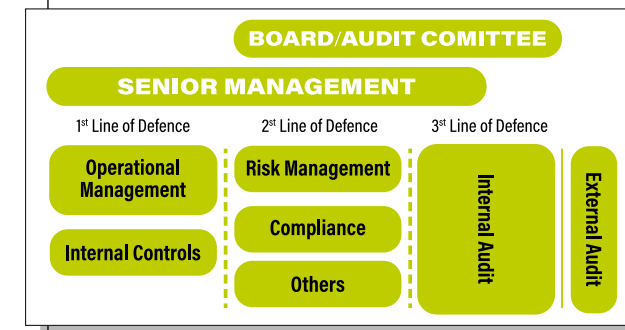 BOARD/AUDIT COMITTEE
SENIOR MANAGEMENT
1st Line of Defence
2nd Line of Defence
3rd Line of Defence
Operational
Management
Internal Controls
Risk Management
Compliance
Others
Internal Audit
External Audit